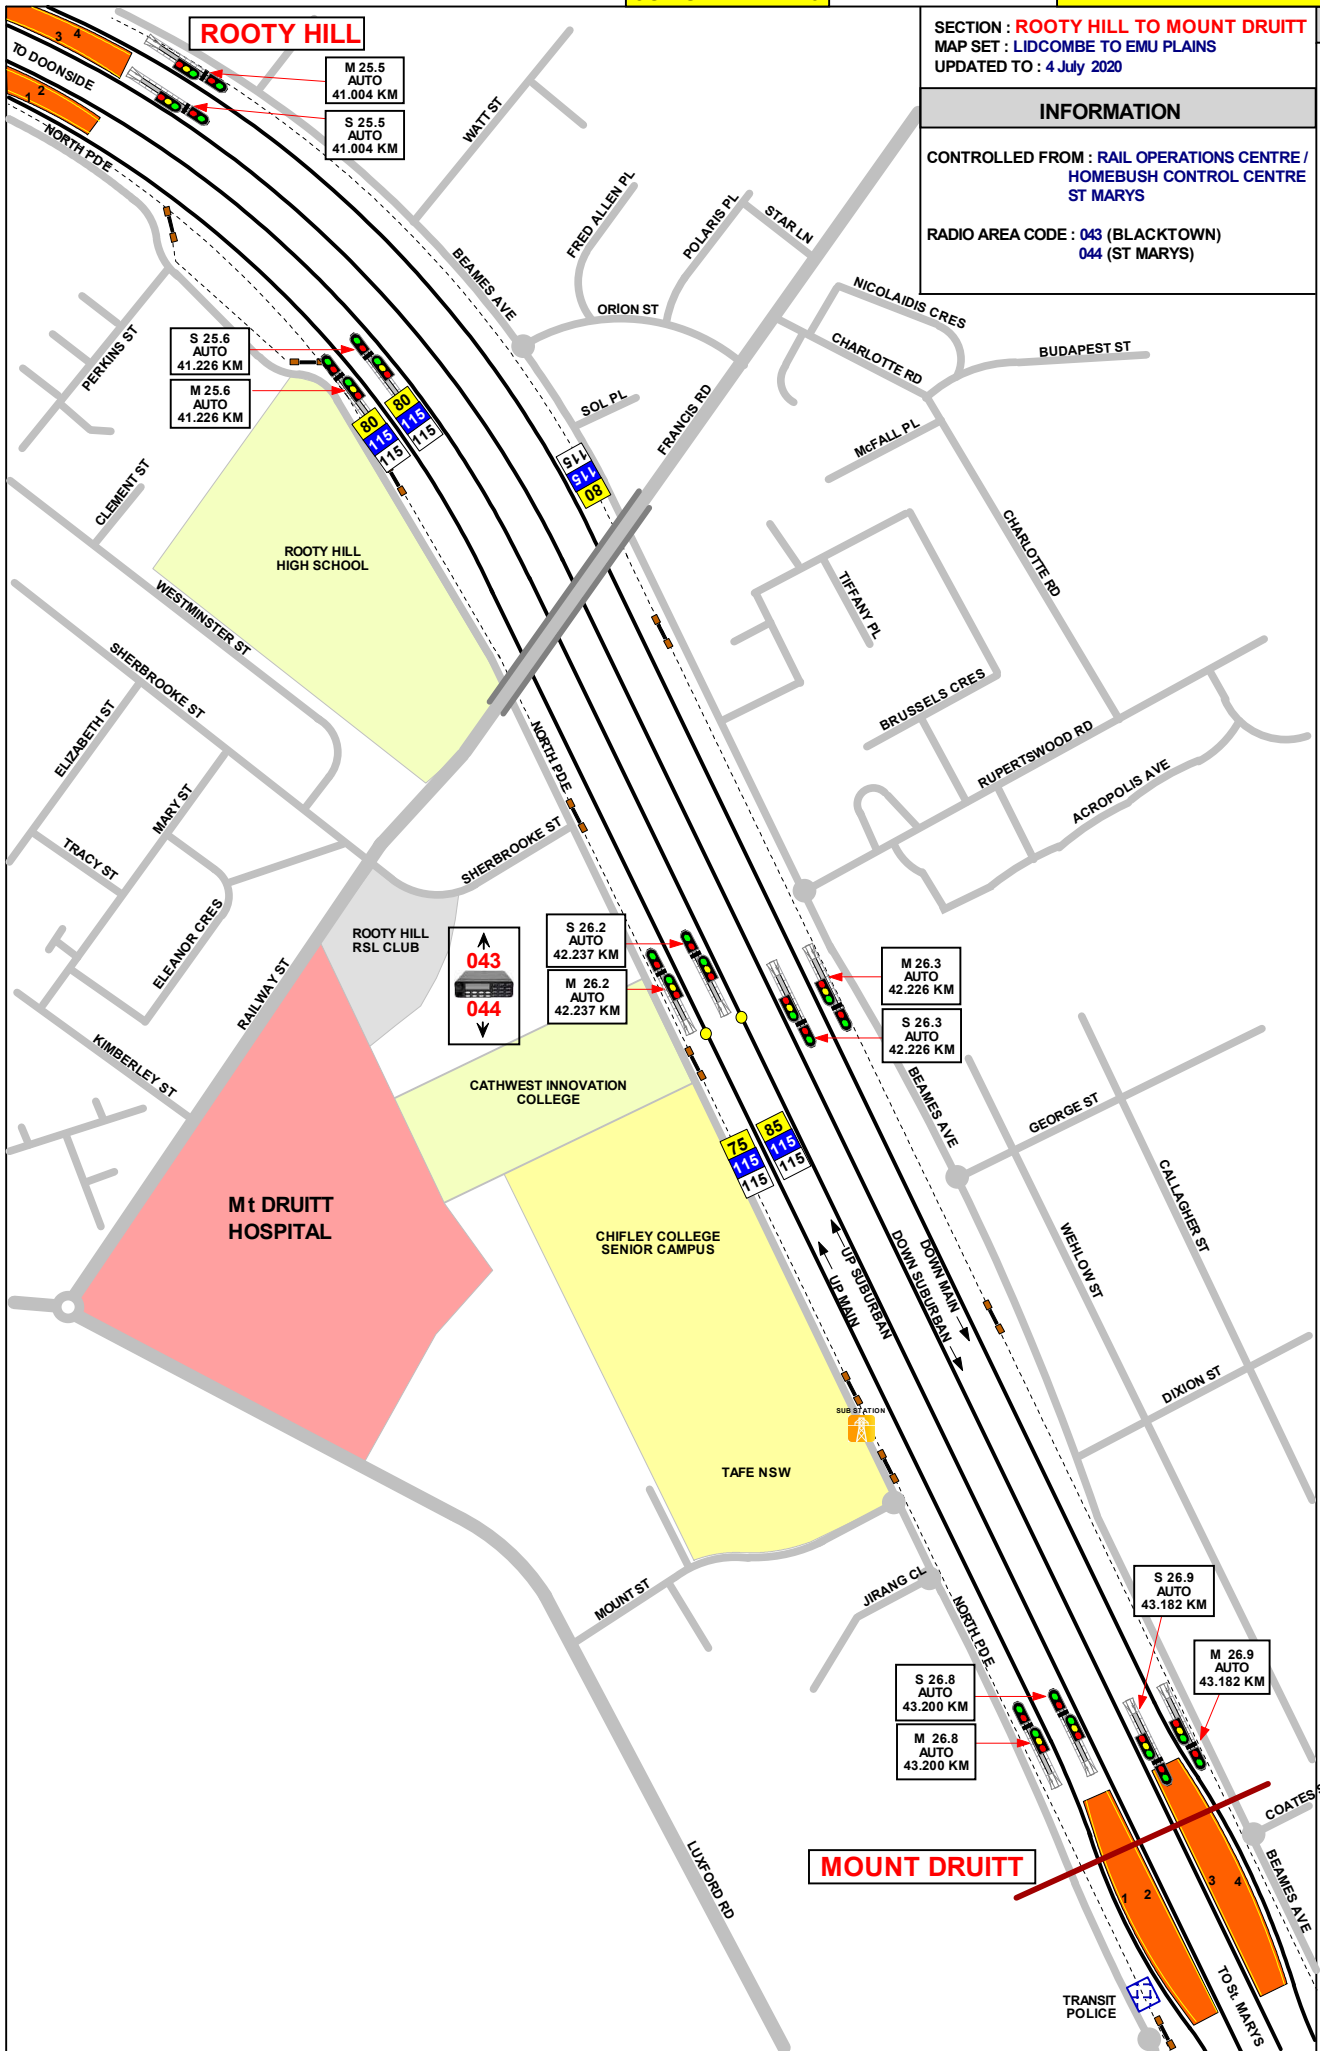 SECTION : ROOTY HILL TO MOUNT DRUITT
MAP SET : LIDCOMBE TO EMU PLAINS
UPDATED TO : 4 July 2020
INFORMATION
CONTROLLED FROM : RAIL OPERATIONS CENTRE /
HOMEBUSH CONTROL CENTRE
ST MARYS
RADIO AREA CODE : 043 (BLACKTOWN)
044 (ST MARYS)
ROOTY HILL
3 4
TO DOONSIDE
1 2
NORTH PDE
M 25.5
AUTO
41.004 KM
S 25.5
AUTO
41.004 KM
WATT ST
FRED ALLEN PL
POLARIS PL
STAR LN
BEAMES AVE
ORION ST
NICOLAIDIS CRES
CHARLOTTE RD
BUDAPEST ST
PERKINS ST
S 25.6
AUTO
41.226 KM
M 25.6
AUTO
41.226 KM
80
115
115
80
115
115
SOL PL
FRANCIS RD
McFALL PL
115
115
80
CLEMENT ST
ROOTY HILL
HIGH SCHOOL
CHARLOTTE RD
TIFFANY PL
WESTMINSTER ST
SHERBROOKE ST
BRUSSELS CRES
ELIZABETH ST
NORTH PDE
RUPERTSWOOD RD
ACROPOLIS AVE
MARY ST
TRACY ST
SHERBROOKE ST
ELEANOR CRES
ROOTY HILL
RSL CLUB
043
044
S 26.2
AUTO
42.237 KM
M 26.2
AUTO
42.237 KM
M 26.3
AUTO
42.226 KM
S 26.3
AUTO
42.226 KM
RAILWAY ST
KIMBERLEY ST
CATHWEST INNOVATION
COLLEGE
BEAMES AVE
GEORGE ST
CALLAGHER ST
75
115
115
85
115
115
Mt DRUITT
HOSPITAL
CHIFLEY COLLEGE
SENIOR CAMPUS
WEHLOW ST
UP MAIN
UP SUBURBAN
DOWN SUBURBAN
DOWN MAIN
DIXION ST
SUB STATION
TAFE NSW
MOUNT ST
JIRANG CL
NORTH PDE
S 26.9
AUTO
43.182 KM
M 26.9
AUTO
43.182 KM
S 26.8
AUTO
43.200 KM
M 26.8
AUTO
43.200 KM
COATES
MOUNT DRUITT
LUXFORD RD
BEAMES AVE
1 2
3 4
TRANSIT
POLICE
TO St. MARYS